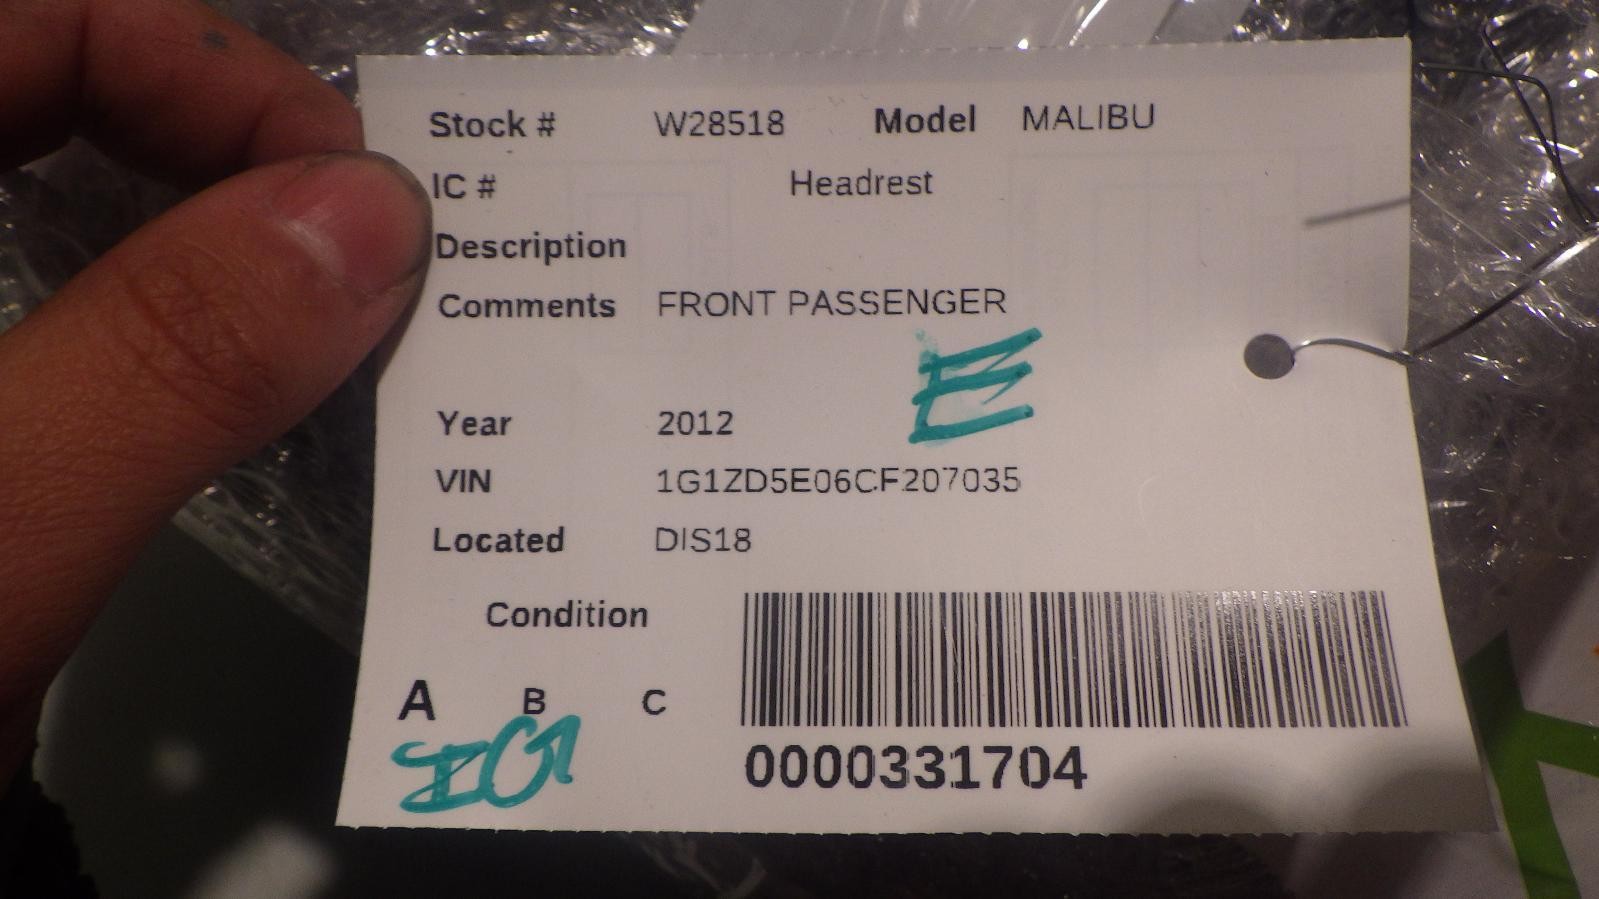 Stock # W28518 Model MALIBU
IC # Headrest
Description
Comments FRONT PASSENGER
E
Year 2012
VIN 1G1ZD5E06CF207035
Located DIS18
Condition
A B C
0000331704